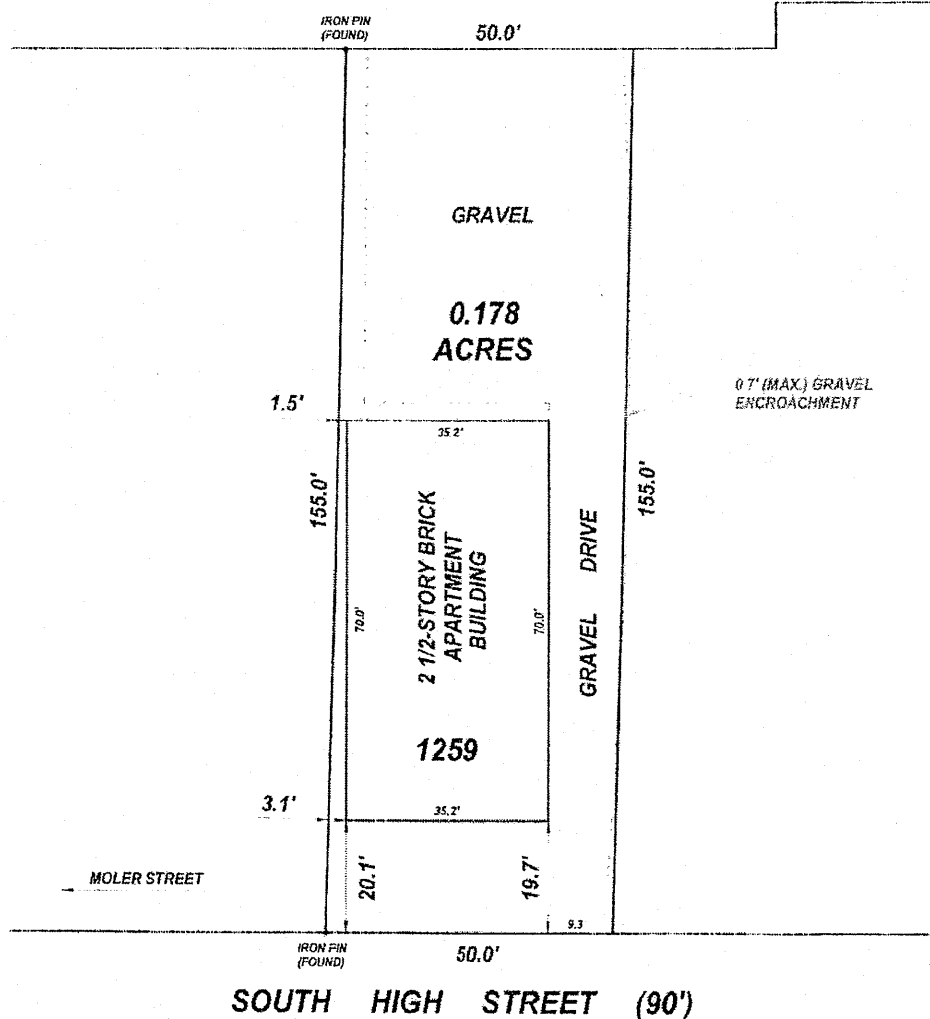 IRON PIN
(FOUND)
50.0'
GRAVEL
0.178
ACRES
0.7' (MAX.) GRAVEL
ENCROACHMENT
1.5'
35.2'
155.0'
155.0'
2 1/2-STORY BRICK
APARTMENT
BUILDING
70.0'
70.0'
GRAVEL DRIVE
1259
3.1'
35.2'
20.1'
19.7'
MOLER STREET
9.3
IRON PIN
(FOUND)
50.0'
SOUTH HIGH STREET (90')